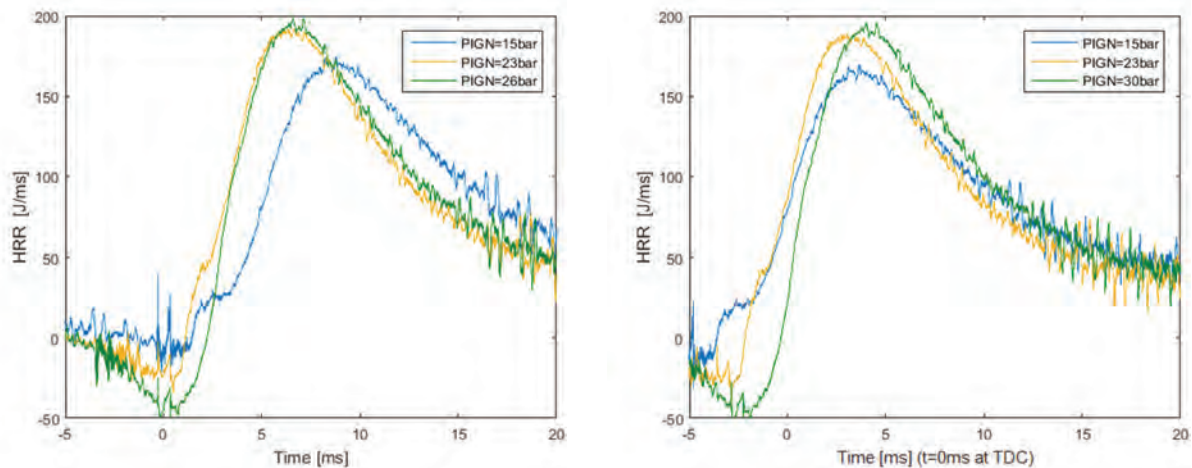 200
150
100
50
0
-50
HRR [J/ms]
PIGN=15bar
PIGN=23bar
PIGN=26bar
-5
0
5
10
15
20
Time [ms]
200
150
100
50
0
-50
HRR [J/ms]
PIGN=15bar
PIGN=23bar
PIGN=30bar
-5
0
5
10
15
20
Time [ms] (t=0ms at TDC)